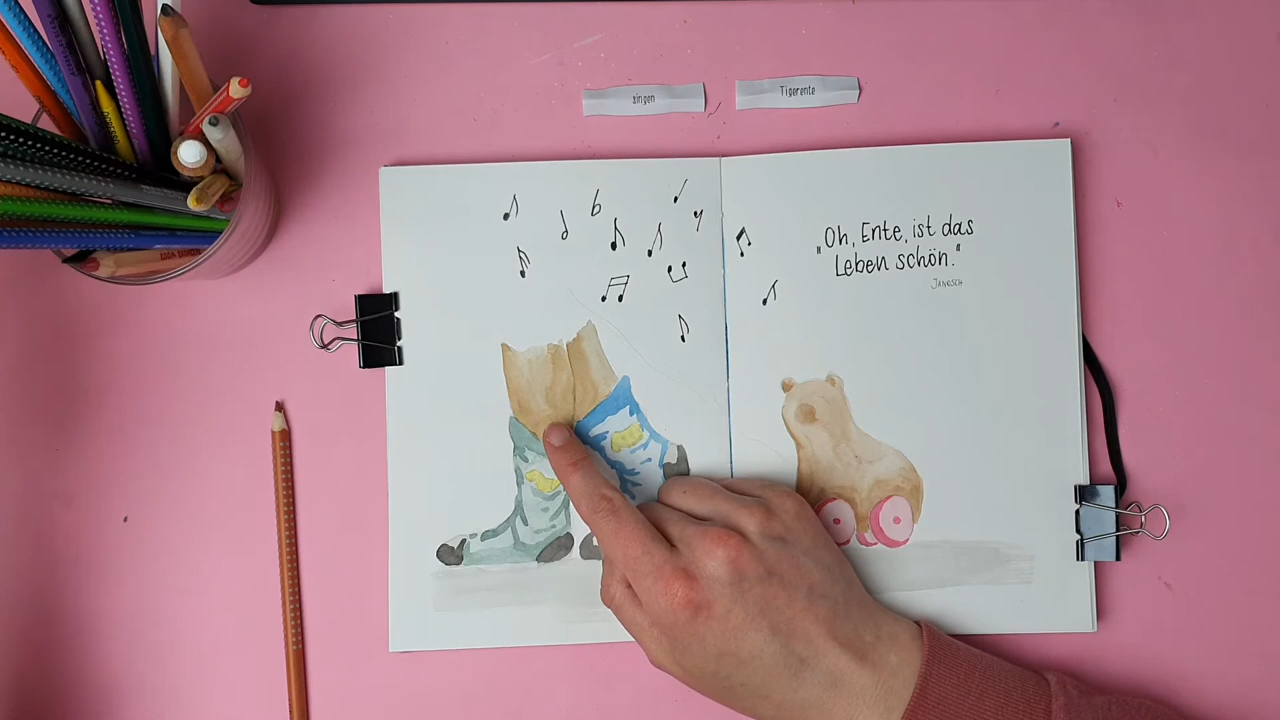 singen
Tigerente
"Oh, Ente, ist das
Leben schön."
JANOSCH